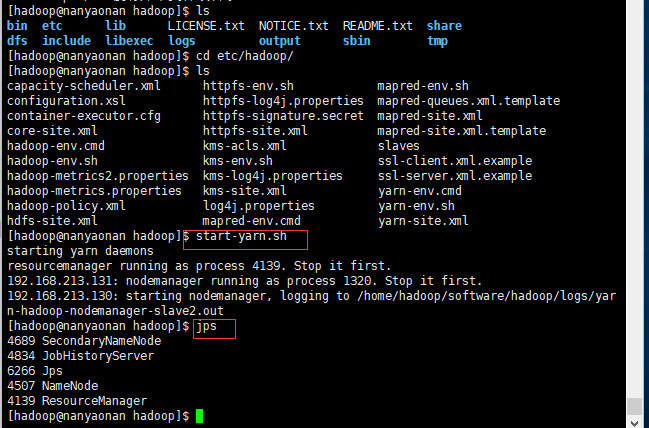 [hadoop@nanyaonan hadoop]$ ls
bin  etc      lib      LICENSE.txt  NOTICE.txt  README.txt  share
dfs  include  libexec  logs         output      sbin        tmp
[hadoop@nanyaonan hadoop]$ cd etc/hadoop/
[hadoop@nanyaonan hadoop]$ ls
capacity-scheduler.xml      httpfs-env.sh            mapred-env.sh
configuration.xsl           httpfs-log4j.properties  mapred-queues.xml.template
container-executor.cfg      httpfs-signature.secret  mapred-site.xml
core-site.xml               httpfs-site.xml          mapred-site.xml.template
hadoop-env.cmd              kms-acls.xml             slaves
hadoop-env.sh               kms-env.sh               ssl-client.xml.example
hadoop-metrics2.properties  kms-log4j.properties     ssl-server.xml.example
hadoop-metrics.properties   kms-site.xml             yarn-env.cmd
hadoop-policy.xml           log4j.properties         yarn-env.sh
hdfs-site.xml               mapred-env.cmd           yarn-site.xml
[hadoop@nanyaonan hadoop]$ start-yarn.sh
starting yarn daemons
resourcemanager running as process 4139. Stop it first.
192.168.213.131: nodemanager running as process 1320. Stop it first.
192.168.213.130: starting nodemanager, logging to /home/hadoop/software/hadoop/logs/yar
n-hadoop-nodemanager-slave2.out
[hadoop@nanyaonan hadoop]$ jps
4689 SecondaryNameNode
4834 JobHistoryServer
6266 Jps
4507 NameNode
4139 ResourceManager
[hadoop@nanyaonan hadoop]$